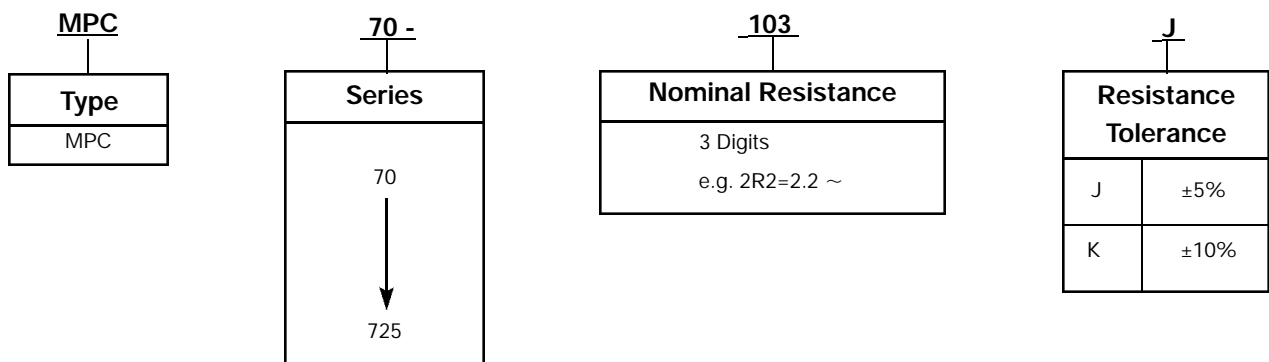 MPC
70 -
103
J
Type
MPC
Series
70
725
Nominal Resistance
3 Digits
e.g. 2R2=2.2 ~
Resistance
Tolerance
J ±5%
K ±10%